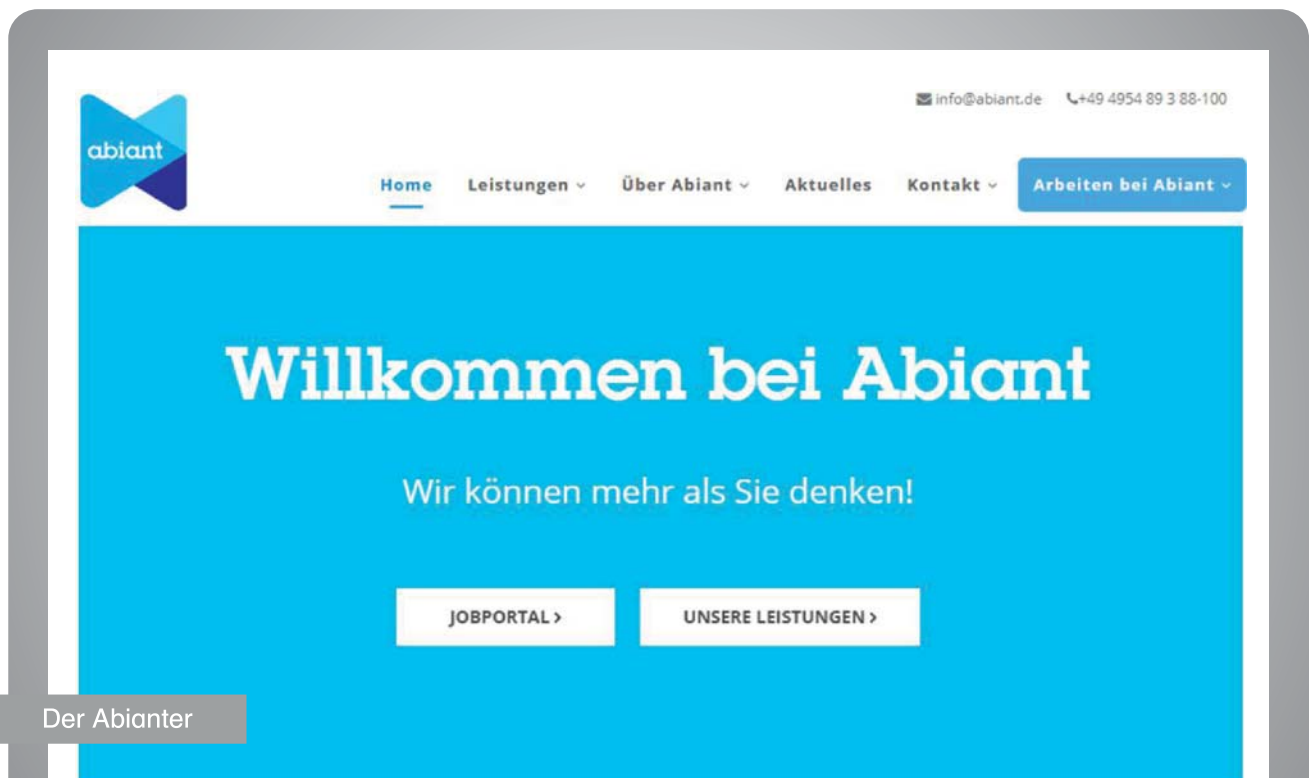 info@abiant.de +49 4954 89 3 88-100
abiant
Home Leistungen Über Abiant Aktuelles Kontakt Arbeiten bei Abiant
Willkommen bei Abiant
Wir können mehr als Sie denken!
JOBPORTAL > UNSERE LEISTUNGEN >
Der Abianter